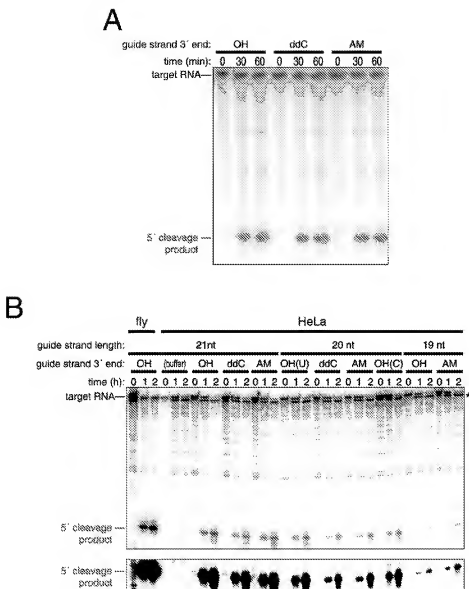 A
guide strand 3´ end: OH ddC AM
time (min): 0 30 60 0 30 60 0 30 60
target RNA
5´ cleavage
product
B
fly HeLa
guide strand length: 21nt 20 nt 19 nt
guide strand 3´ end: OH (buffer) OH ddC AM OH(U) ddC AM OH(C) OH AM
time (h): 0 1 2 0 1 2 0 1 2 0 1 2 0 1 2 0 1 2 0 1 2 0 1 2 0 1 2 0 1 2 0 1 2
target RNA *
5´ cleavage
product
5´ cleavage
product